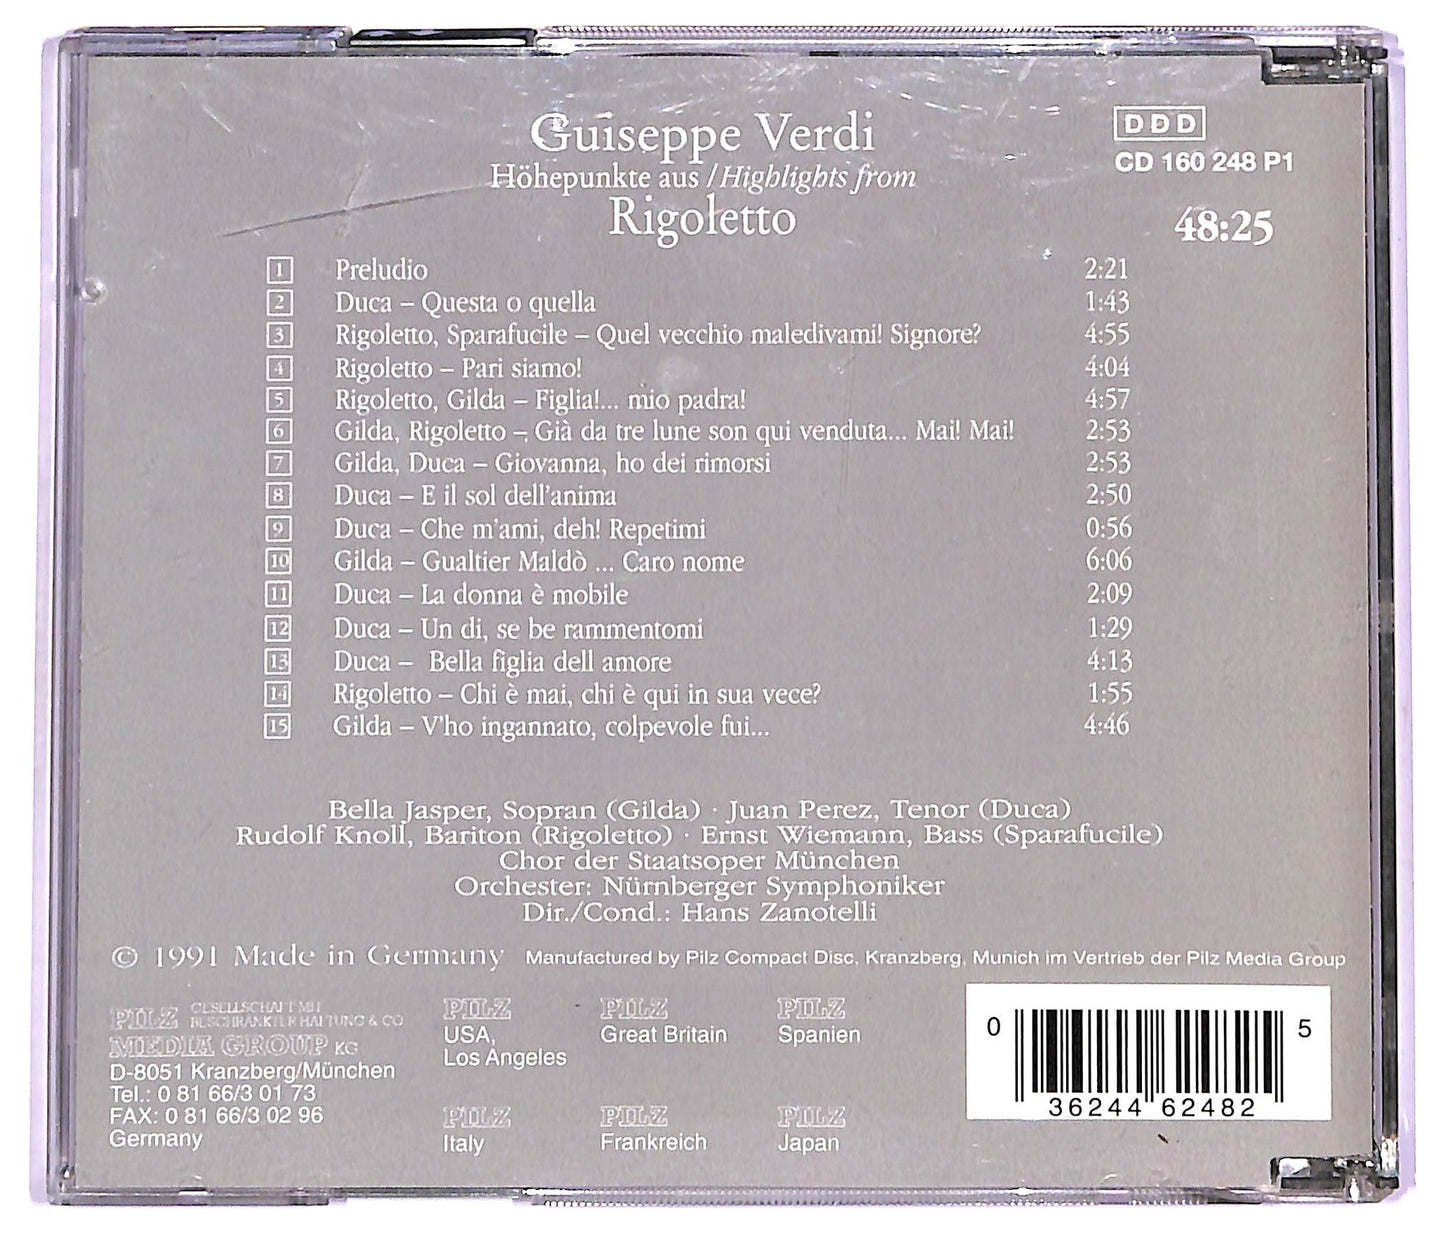 Guiseppe Verdi
Höhepunkte aus / Highlights from
Rigoletto
DDD
CD 160 248 P1
48:25
1 Preludio 2:21
2 Duca – Questa o quella 1:43
3 Rigoletto, Sparafucile – Quel vecchio maledivami! Signore? 4:55
4 Rigoletto – Pari siamo! 4:04
5 Rigoletto, Gilda – Figlia!... mio padra! 4:57
6 Gilda, Rigoletto – Già da tre lune son qui venduta... Mai! Mai! 2:53
7 Gilda, Duca – Giovanna, ho dei rimorsi 2:53
8 Duca – E il sol dell'anima 2:50
9 Duca – Che m'ami, deh! Repetimi 0:56
10 Gilda – Gualtier Maldò ... Caro nome 6:06
11 Duca – La donna è mobile 2:09
12 Duca – Un di, se be rammentomi 1:29
13 Duca – Bella figlia dell amore 4:13
14 Rigoletto – Chi è mai, chi è qui in sua vece? 1:55
15 Gilda – V'ho ingannato, colpevole fui... 4:46
Bella Jasper, Sopran (Gilda) · Juan Perez, Tenor (Duca)
Rudolf Knoll, Bariton (Rigoletto) · Ernst Wiemann, Bass (Sparafucile)
Chor der Staatsoper München
Orchester: Nürnberger Symphoniker
Dir./Cond.: Hans Zanotelli
© 1991 Made in Germany Manufactured by Pilz Compact Disc, Kranzberg, Munich im Vertrieb der Pilz Media Group
PILZ GESELLSCHAFT MIT
BESCHRÄNKTER HAFTUNG & CO
MEDIA GROUP KG
D-8051 Kranzberg/München
Tel.: 0 81 66/3 01 73
FAX: 0 81 66/3 02 96
Germany
PILZ
USA,
Los Angeles
PILZ
Great Britain
PILZ
Spanien
PILZ
Italy
PILZ
Frankreich
PILZ
Japan
0 36244 62482 5